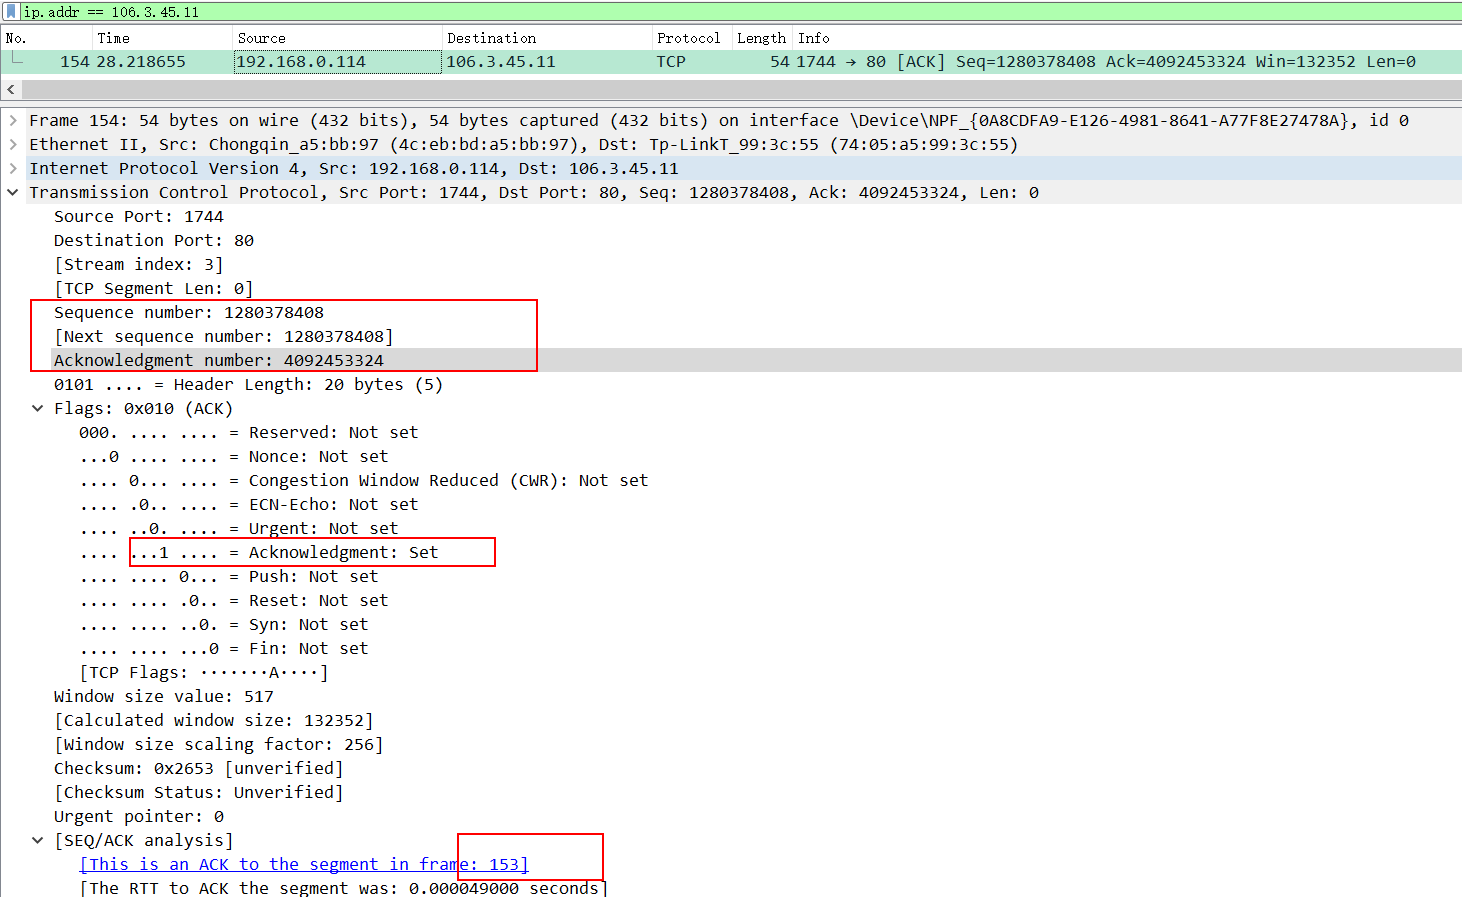 ip.addr == 106.3.45.11
No. Time Source Destination Protocol Length Info
154 28.218655 192.168.0.114 106.3.45.11 TCP 54 1744 → 80 [ACK] Seq=1280378408 Ack=4092453324 Win=132352 Len=0
Frame 154: 54 bytes on wire (432 bits), 54 bytes captured (432 bits) on interface \Device\NPF_{0A8CDFA9-E126-4981-8641-A77F8E27478A}, id 0
Ethernet II, Src: Chongqin_a5:bb:97 (4c:eb:bd:a5:bb:97), Dst: Tp-LinkT_99:3c:55 (74:05:a5:99:3c:55)
Internet Protocol Version 4, Src: 192.168.0.114, Dst: 106.3.45.11
Transmission Control Protocol, Src Port: 1744, Dst Port: 80, Seq: 1280378408, Ack: 4092453324, Len: 0
Source Port: 1744
Destination Port: 80
[Stream index: 3]
[TCP Segment Len: 0]
Sequence number: 1280378408
[Next sequence number: 1280378408]
Acknowledgment number: 4092453324
0101 .... = Header Length: 20 bytes (5)
Flags: 0x010 (ACK)
000. .... .... = Reserved: Not set
...0 .... .... = Nonce: Not set
.... 0... .... = Congestion Window Reduced (CWR): Not set
.... .0.. .... = ECN-Echo: Not set
.... ..0. .... = Urgent: Not set
.... ...1 .... = Acknowledgment: Set
.... .... 0... = Push: Not set
.... .... .0.. = Reset: Not set
.... .... ..0. = Syn: Not set
.... .... ...0 = Fin: Not set
[TCP Flags: ·······A····]
Window size value: 517
[Calculated window size: 132352]
[Window size scaling factor: 256]
Checksum: 0x2653 [unverified]
[Checksum Status: Unverified]
Urgent pointer: 0
[SEQ/ACK analysis]
[This is an ACK to the segment in frame: 153]
[The RTT to ACK the segment was: 0.000049000 seconds]